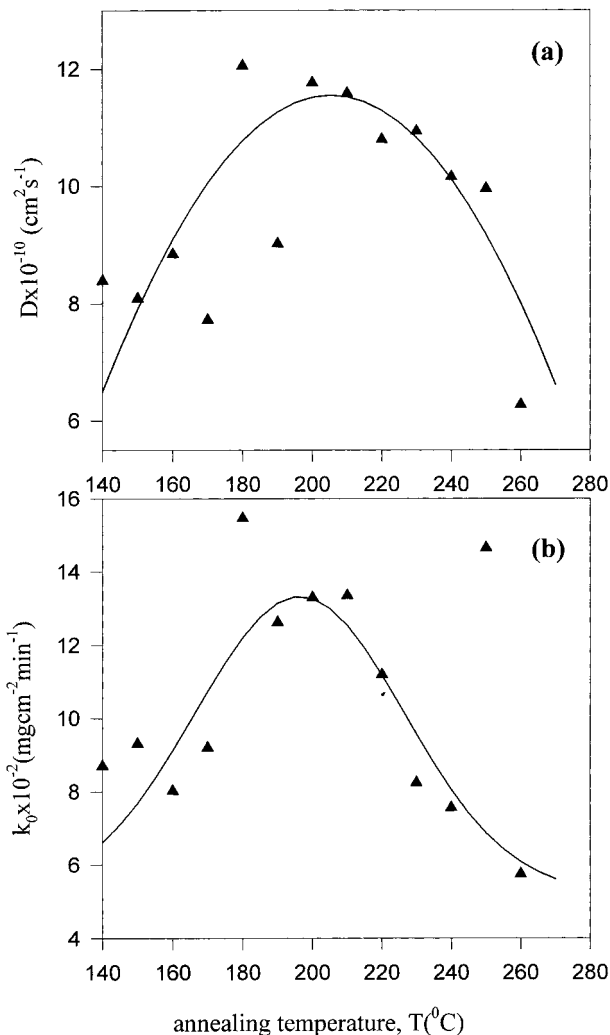 (a)
12
10
8
6
Dx10⁻¹⁰ (cm²s⁻¹)
140 160 180 200 220 240 260 280
(b)
16
14
12
10
8
6
4
k₀x10⁻²(mgcm⁻²min⁻¹)
140 160 180 200 220 240 260 280
annealing temperature, T(⁰C)